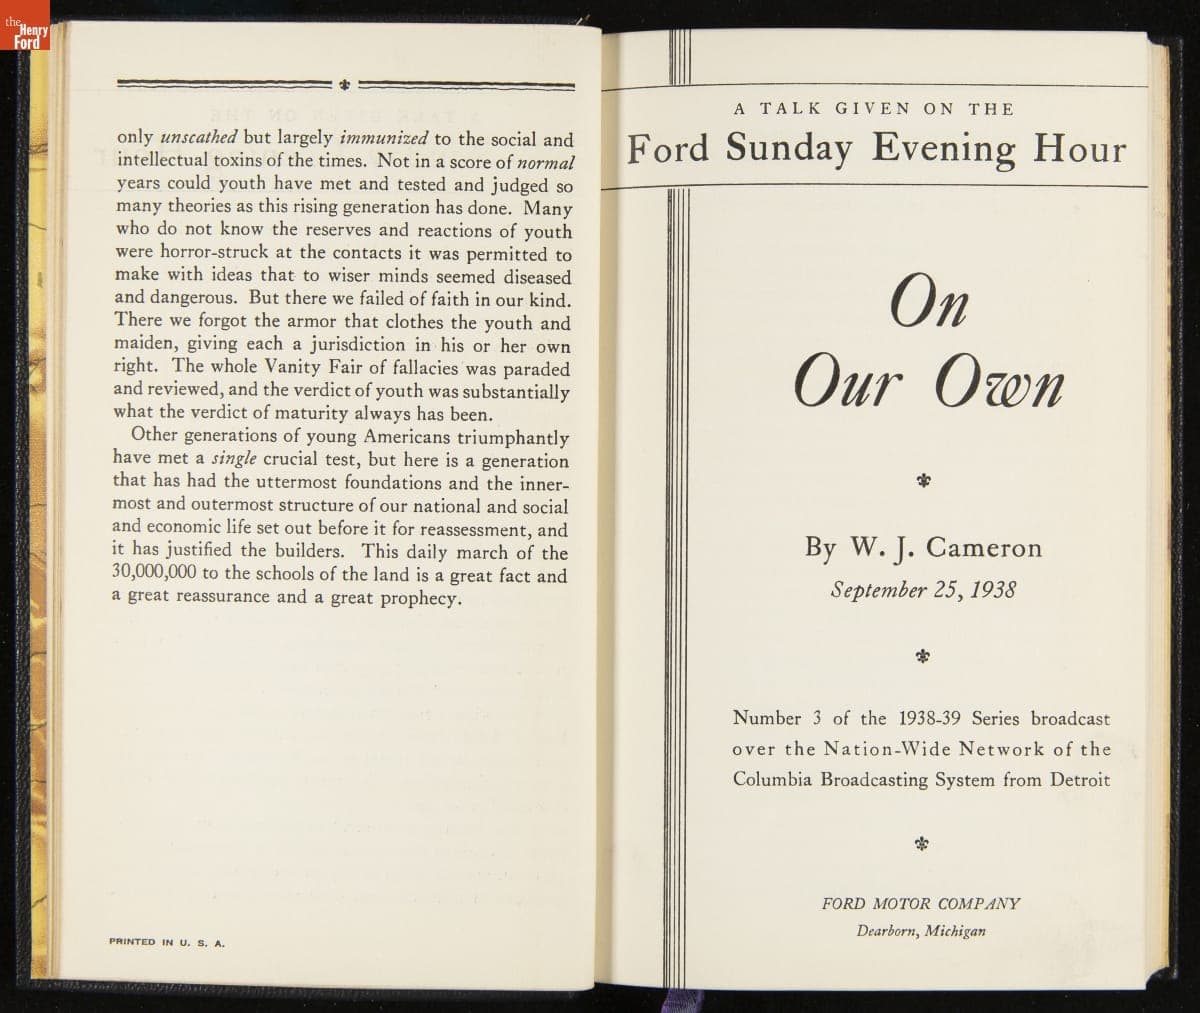 the
Henry
Ford
only unscathed but largely immunized to the social and
intellectual toxins of the times. Not in a score of normal
years could youth have met and tested and judged so
many theories as this rising generation has done. Many
who do not know the reserves and reactions of youth
were horror-struck at the contacts it was permitted to
make with ideas that to wiser minds seemed diseased
and dangerous. But there we failed of faith in our kind.
There we forgot the armor that clothes the youth and
maiden, giving each a jurisdiction in his or her own
right. The whole Vanity Fair of fallacies was paraded
and reviewed, and the verdict of youth was substantially
what the verdict of maturity always has been.
Other generations of young Americans triumphantly
have met a single crucial test, but here is a generation
that has had the uttermost foundations and the inner-
most and outermost structure of our national and social
and economic life set out before it for reassessment, and
it has justified the builders. This daily march of the
30,000,000 to the schools of the land is a great fact and
a great reassurance and a great prophecy.
PRINTED IN U. S. A.
A TALK GIVEN ON THE
Ford Sunday Evening Hour
On
Our Own
By W. J. Cameron
September 25, 1938
Number 3 of the 1938-39 Series broadcast
over the Nation-Wide Network of the
Columbia Broadcasting System from Detroit
FORD MOTOR COMPANY
Dearborn, Michigan